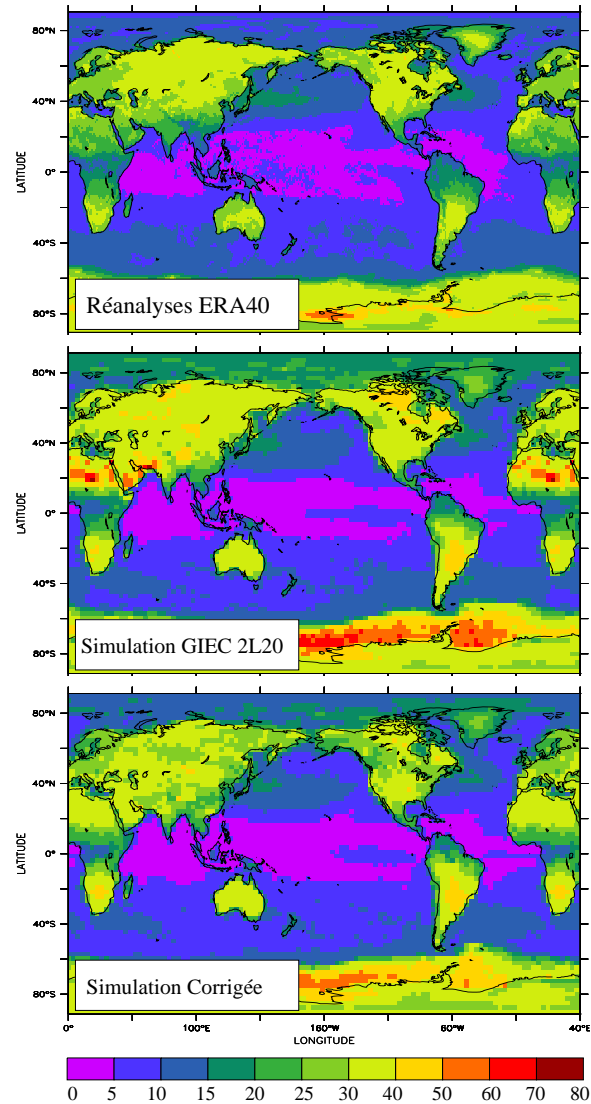 80°N
40°N
LATITUDE
0°
40°S
80°S
Réanalyses ERA40
80°N
40°N
LATITUDE
0°
40°S
80°S
Simulation GIEC 2L20
80°N
40°N
LATITUDE
0°
40°S
80°S
Simulation Corrigée
0° 100°E 160°W 60°W 40°E
LONGITUDE
0 5 10 15 20 25 30 40 50 60 70 80